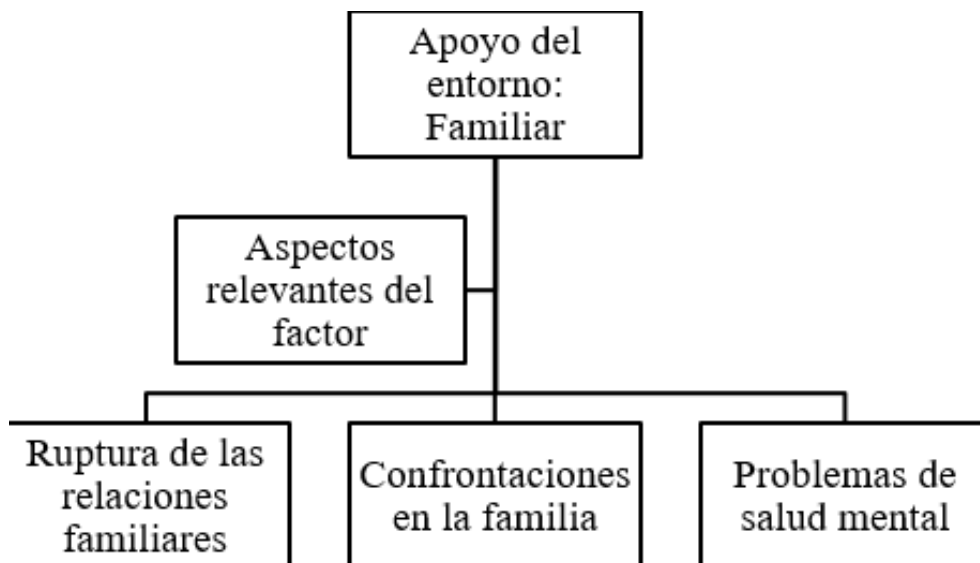 Apoyo del
entorno:
Familiar
Aspectos
relevantes del
factor
Ruptura de las
relaciones
familiares
Confrontaciones
en la familia
Problemas de
salud mental